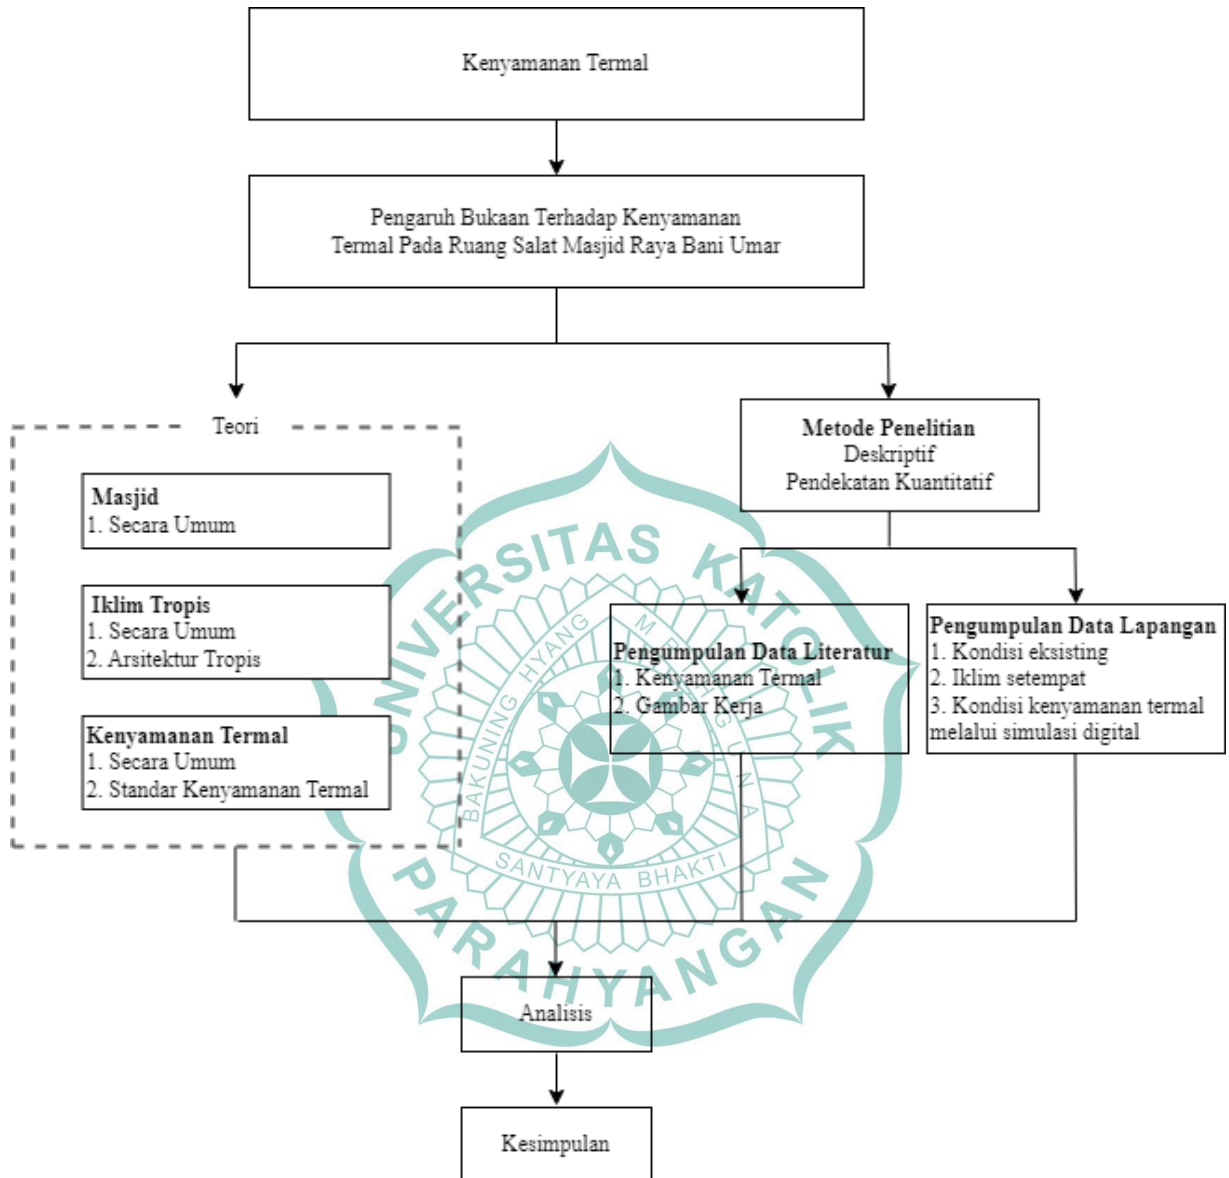 Kenyamanan Termal
Pengaruh Bukaan Terhadap Kenyamanan
Termal Pada Ruang Salat Masjid Raya Bani Umar
Teori
Masjid
1. Secara Umum
Iklim Tropis
1. Secara Umum
2. Arsitektur Tropis
Kenyamanan Termal
1. Secara Umum
2. Standar Kenyamanan Termal
Metode Penelitian
Deskriptif
Pendekatan Kuantitatif
Pengumpulan Data Literatur
1. Kenyamanan Termal
2. Gambar Kerja
Pengumpulan Data Lapangan
1. Kondisi eksisting
2. Iklim setempat
3. Kondisi kenyamanan termal
melalui simulasi digital
UNIVERSITAS KATOLIK
PARAHYANGAN
BAKUNING HYANG
SANTYAYA BHAKTI
Analisis
Kesimpulan